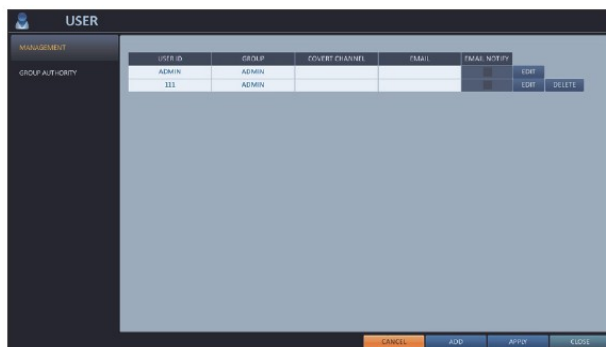 USER
MANAGEMENT
GROUP AUTHORITY
USER ID GROUP COVERT CHANNEL EMAIL EMAIL NOTIFY
ADMIN ADMIN EDIT
111 ADMIN EDIT DELETE
CANCEL ADD APPLY CLOSE